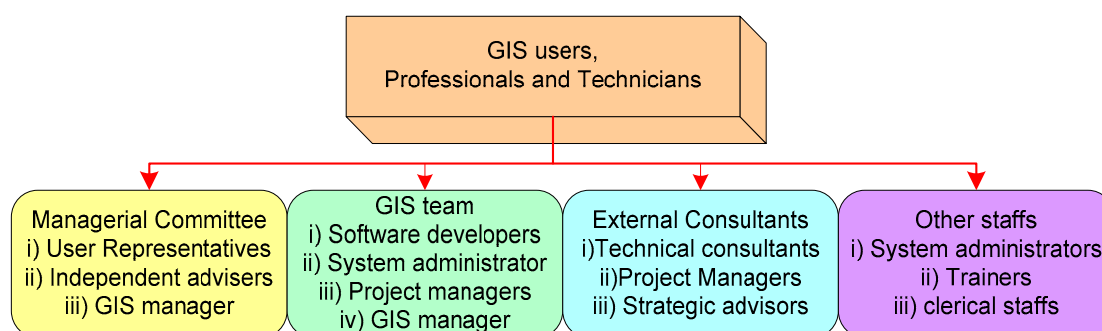 GIS users,
Professionals and Technicians
Managerial Committee
i) User Representatives
ii) Independent advisers
iii) GIS manager
GIS team
i) Software developers
ii) System administrator
iii) Project managers
iv) GIS manager
External Consultants
i)Technical consultants
ii)Project Managers
iii) Strategic advisors
Other staffs
i) System administrators
ii) Trainers
iii) clerical staffs